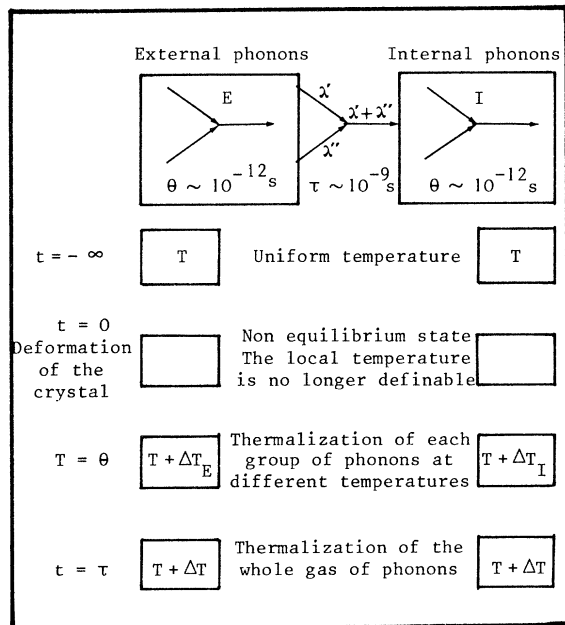 External phonons Internal phonons
E λ' λ'+λ'' I
λ''
θ ~ 10⁻¹² s τ ~ 10⁻⁹ s θ ~ 10⁻¹² s
t = - ∞ T Uniform temperature T
t = 0
Deformation
of the
crystal
Non equilibrium state
The local temperature
is no longer definable
T = θ T + ΔT_E
Thermalization of each
group of phonons at
different temperatures
T + ΔT_I
t = τ T + ΔT
Thermalization of the
whole gas of phonons
T + ΔT